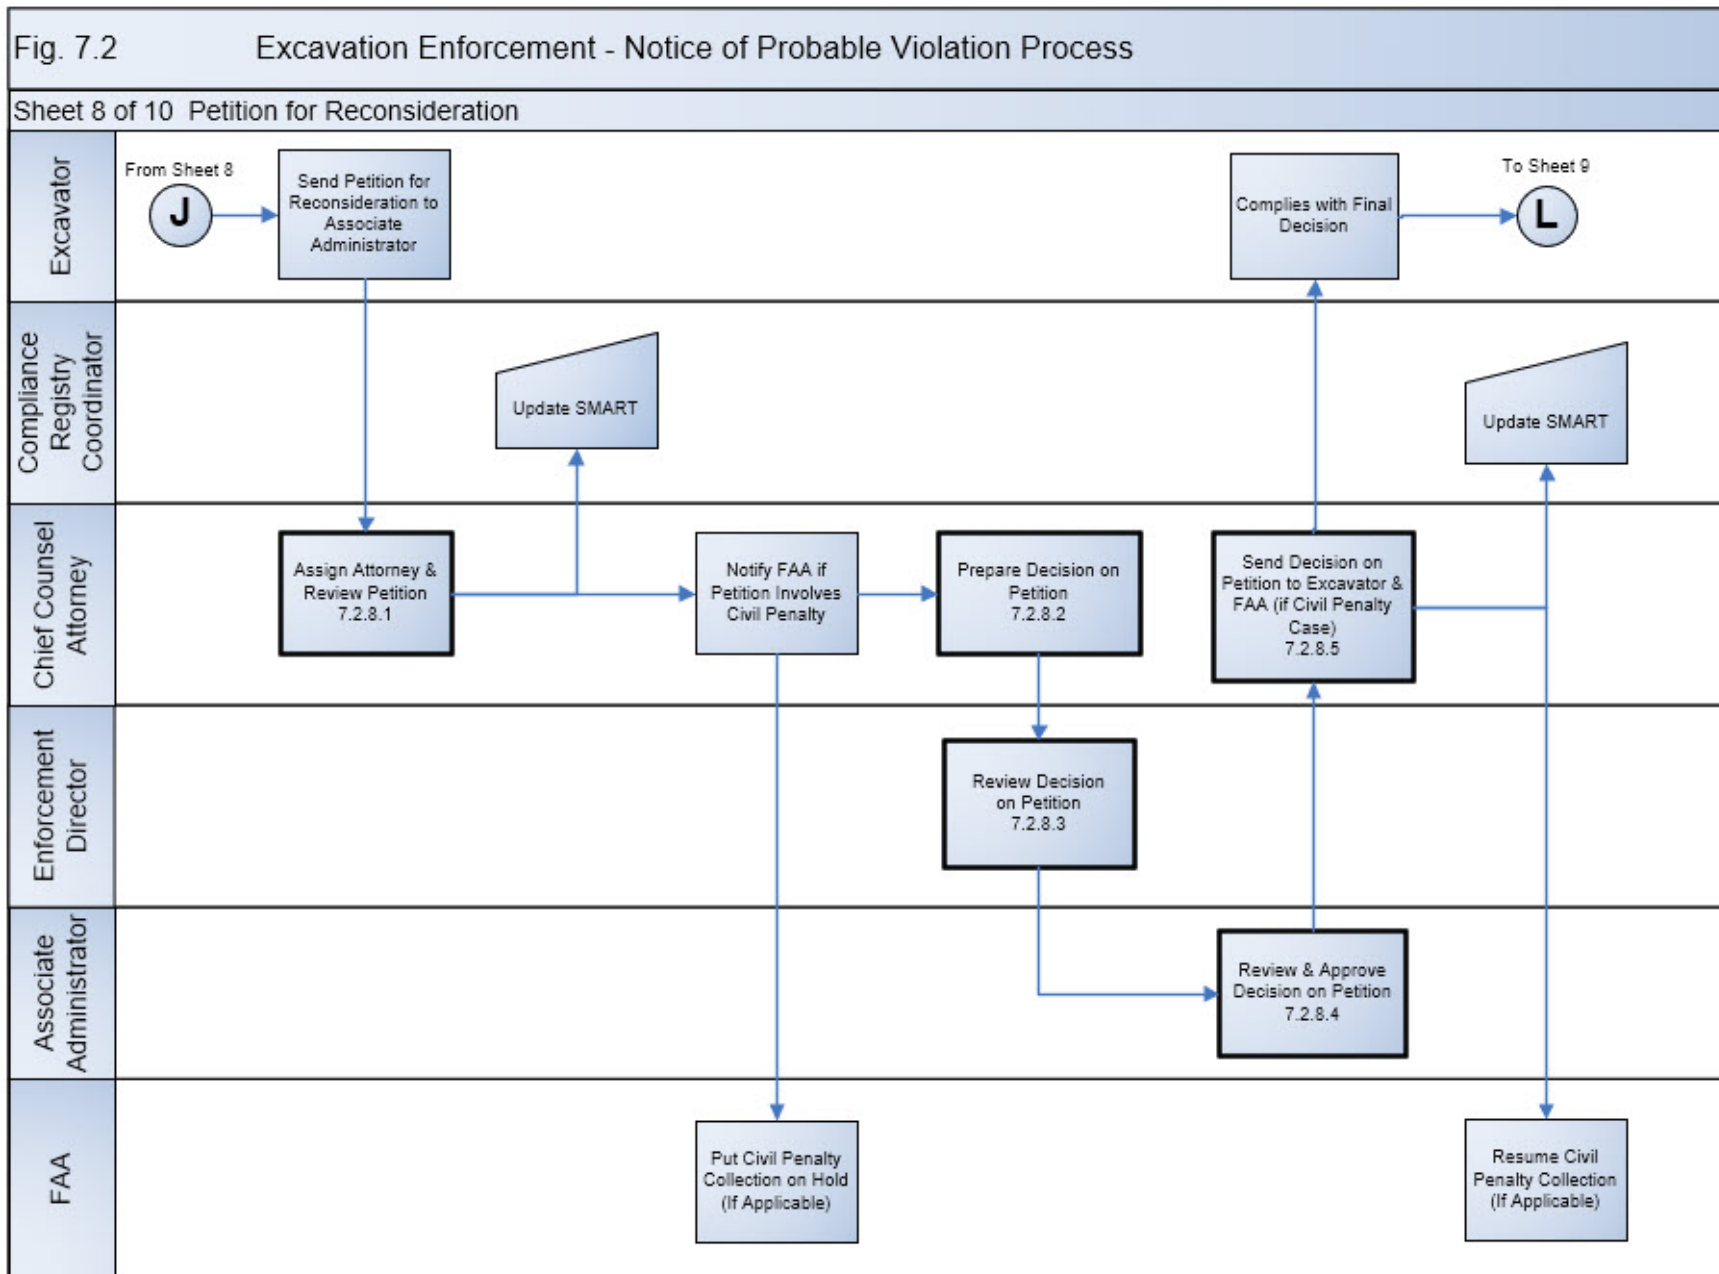 Fig. 7.2 Excavation Enforcement - Notice of Probable Violation Process
Sheet 8 of 10 Petition for Reconsideration
Excavator
From Sheet 8
J
Send Petition for
Reconsideration to
Associate
Administrator
Complies with Final
Decision
To Sheet 9
L
Compliance
Registry
Coordinator
Update SMART
Update SMART
Chief Counsel
Attorney
Assign Attorney &
Review Petition
7.2.8.1
Notify FAA if
Petition Involves
Civil Penalty
Prepare Decision on
Petition
7.2.8.2
Send Decision on
Petition to Excavator &
FAA (if Civil Penalty
Case)
7.2.8.5
Enforcement
Director
Review Decision
on Petition
7.2.8.3
Associate
Administrator
Review & Approve
Decision on Petition
7.2.8.4
FAA
Put Civil Penalty
Collection on Hold
(If Applicable)
Resume Civil
Penalty Collection
(If Applicable)